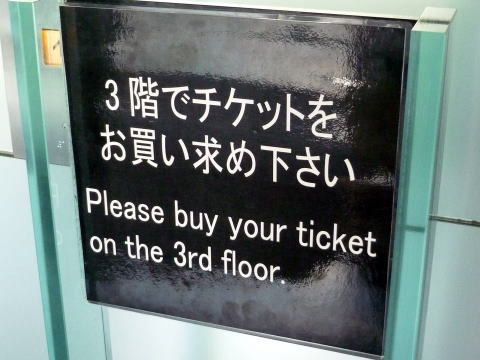 3階でチケットを
お買い求め下さい
Please buy your ticket
on the 3rd floor.